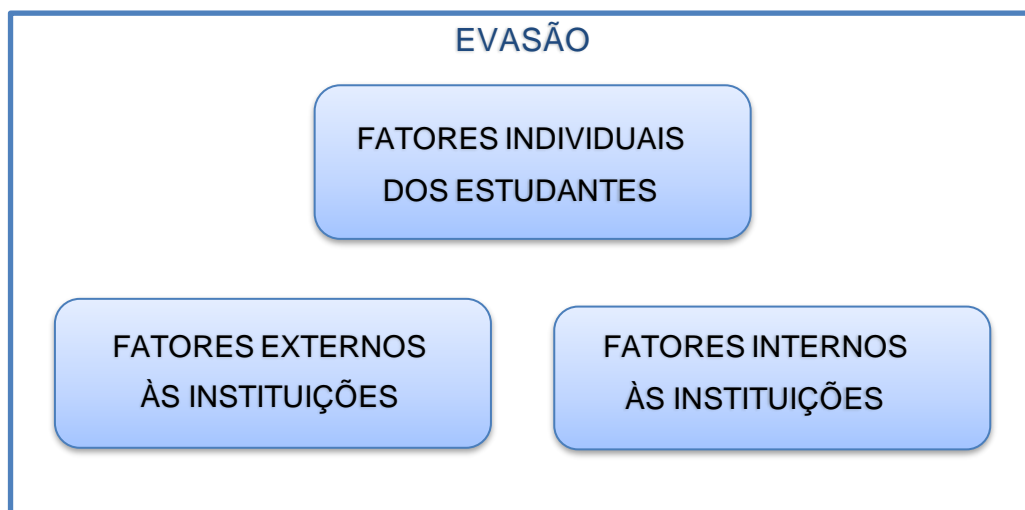 EVASÃO
FATORES INDIVIDUAIS
DOS ESTUDANTES
FATORES EXTERNOS
ÀS INSTITUIÇÕES
FATORES INTERNOS
ÀS INSTITUIÇÕES